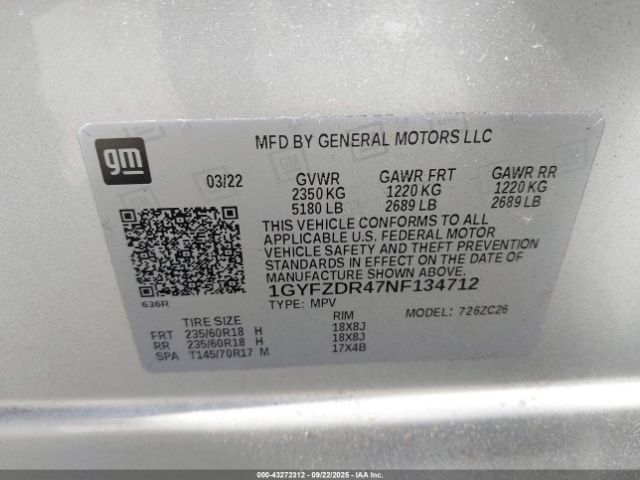 gm
MFD BY GENERAL MOTORS LLC
03/22 GVWR GAWR FRT GAWR RR
2350 KG 1220 KG 1220 KG
5180 LB 2689 LB 2689 LB
THIS VEHICLE CONFORMS TO ALL
APPLICABLE U.S. FEDERAL MOTOR
VEHICLE SAFETY AND THEFT PREVENTION
STANDARDS IN EFFECT ON THE DATE OF
MANUFACTURE SHOWN ABOVE.
636R
1GYFZDR47NF134712
TYPE: MPV MODEL: 726ZC26
TIRE SIZE RIM
FRT 235/60R18 H 18X8J
RR 235/60R18 H 18X8J
SPA T145/70R17 M 17X4B
000-43272312 - 09/22/2025 - IAA Inc.